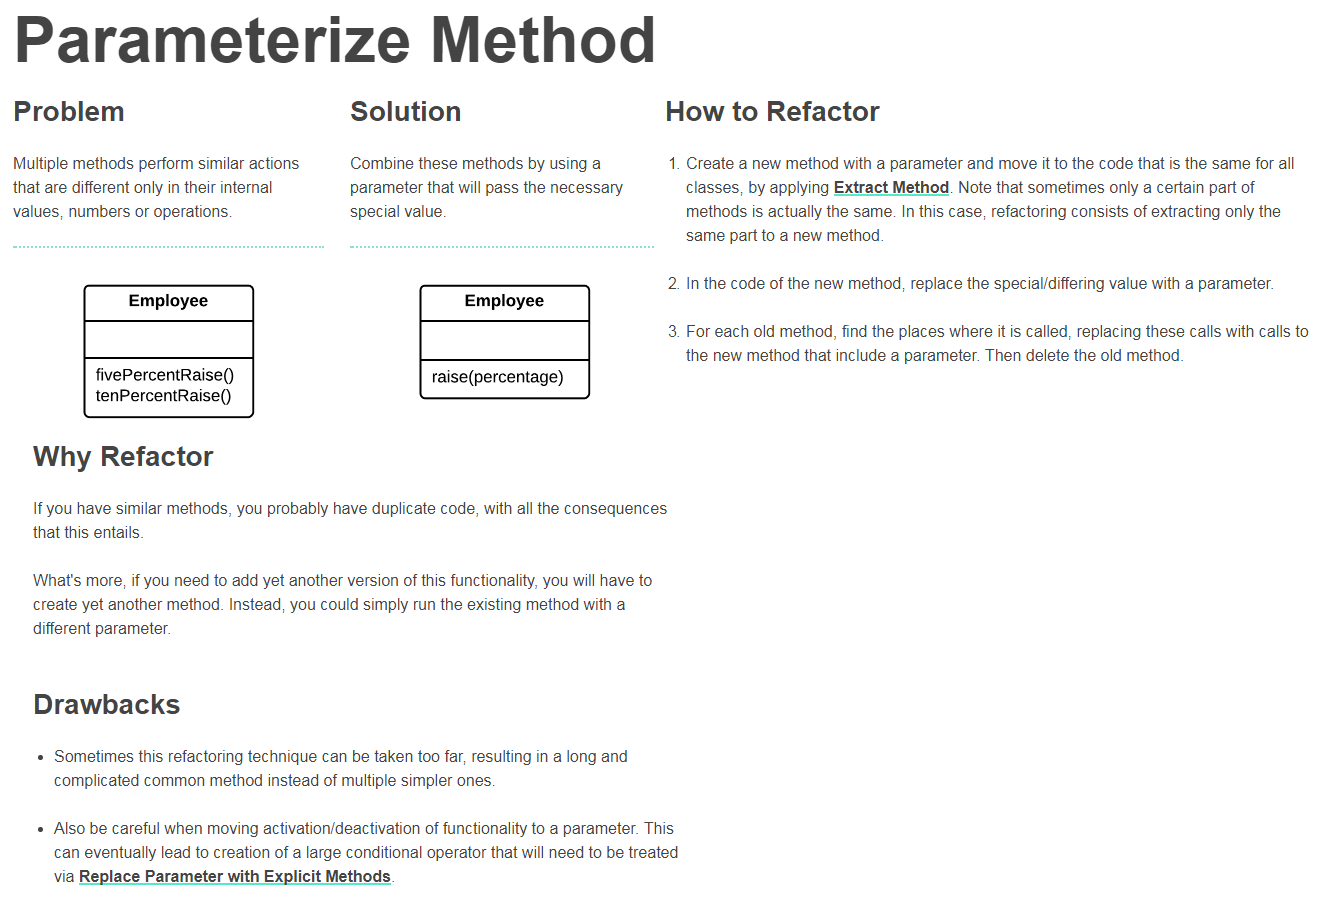 Parameterize Method
Problem
Multiple methods perform similar actions
that are different only in their internal
values, numbers or operations.
Employee
fivePercentRaise()
tenPercentRaise()
Solution
Combine these methods by using a
parameter that will pass the necessary
special value.
Employee
raise(percentage)
Why Refactor
If you have similar methods, you probably have duplicate code, with all the consequences
that this entails.
What's more, if you need to add yet another version of this functionality, you will have to
create yet another method. Instead, you could simply run the existing method with a
different parameter.
Drawbacks
• Sometimes this refactoring technique can be taken too far, resulting in a long and
complicated common method instead of multiple simpler ones.
• Also be careful when moving activation/deactivation of functionality to a parameter. This
can eventually lead to creation of a large conditional operator that will need to be treated
via Replace Parameter with Explicit Methods.
How to Refactor
1. Create a new method with a parameter and move it to the code that is the same for all
classes, by applying Extract Method. Note that sometimes only a certain part of
methods is actually the same. In this case, refactoring consists of extracting only the
same part to a new method.
2. In the code of the new method, replace the special/differing value with a parameter.
3. For each old method, find the places where it is called, replacing these calls with calls to
the new method that include a parameter. Then delete the old method.